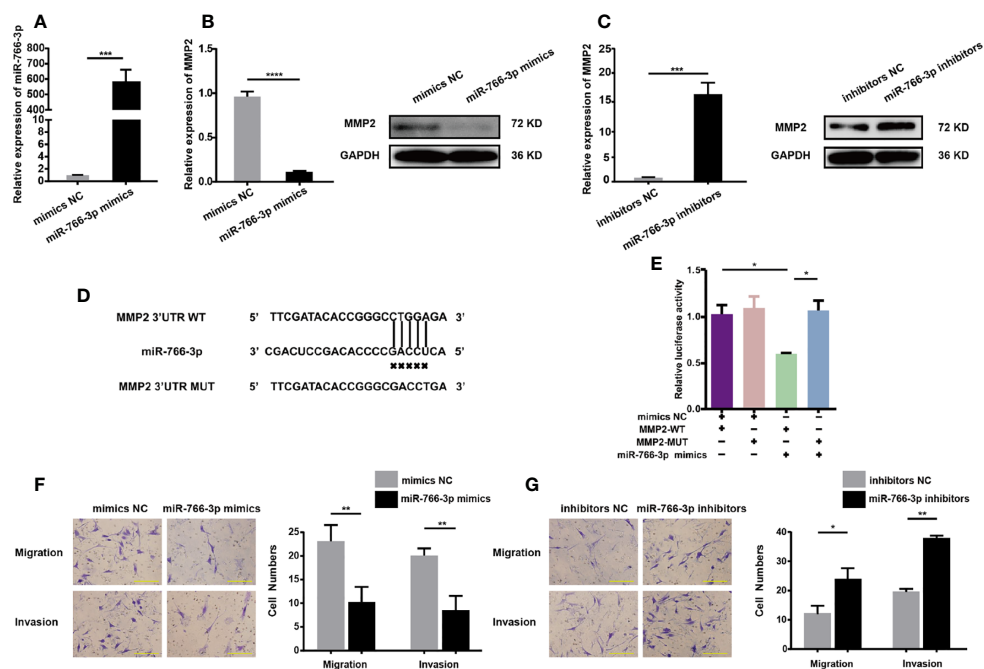 A
Relative expression of miR-766-3p
800
700
600
500
400
300
200
100
10
8
6
4
2
0
***
mimics NC
miR-766-3p mimics
B
Relative expression of MMP2
1.5
1.0
0.5
0.0
****
mimics NC
miR-766-3p mimics
mimics NC
miR-766-3p mimics
MMP2
72 KD
GAPDH
36 KD
C
Relative expression of MMP2
25
20
15
10
5
0
***
inhibitors NC
miR-766-3p inhibitors
inhibitors NC
miR-766-3p inhibitors
MMP2
72 KD
GAPDH
36 KD
D
MMP2 3'UTR WT 5' TTCGATACACCGGGCCTGGAGA 3'
miR-766-3p 3' CGACUCCGACACCCCGACCUCA 5'
MMP2 3'UTR MUT 5' TTCGATACACCGGGCGACCTGA 3'
E
Relative luciferase activity
1.5
1.0
0.5
0.0
*
*
mimics NC + + − −
MMP2-WT + − + −
MMP2-MUT − + − +
miR-766-3p mimics − − + +
F
mimics NC
miR-766-3p mimics
mimics NC
miR-766-3p mimics
Migration
Invasion
Cell Numbers
25
20
15
10
5
0
**
**
Migration
Invasion
G
inhibitors NC
miR-766-3p inhibitors
inhibitors NC
miR-766-3p inhibitors
Migration
Invasion
Cell Numbers
40
30
20
10
0
*
**
Migration
Invasion